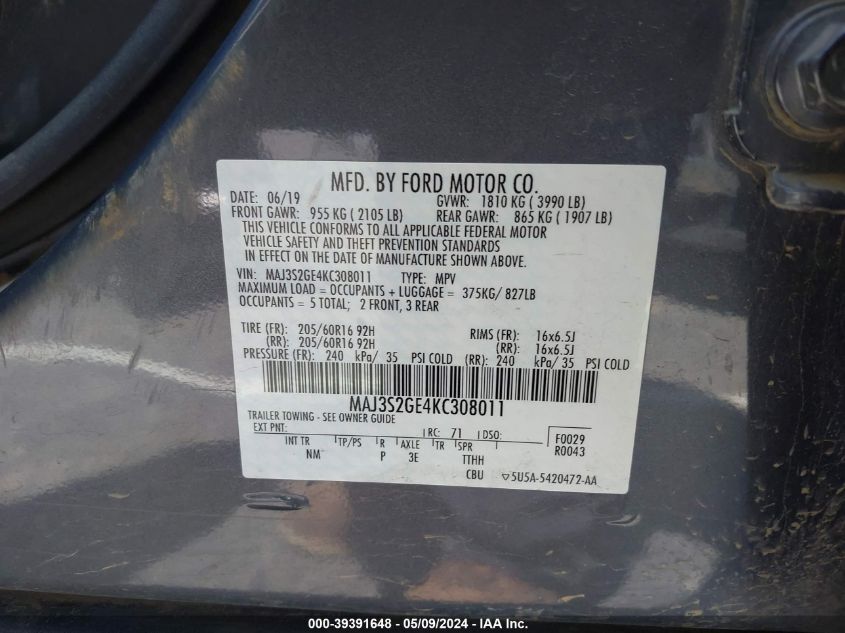 MFD. BY FORD MOTOR CO.
DATE: 06/19 GVWR: 1810 KG ( 3990 LB)
FRONT GAWR: 955 KG ( 2105 LB) REAR GAWR: 865 KG ( 1907 LB)
THIS VEHICLE CONFORMS TO ALL APPLICABLE FEDERAL MOTOR
VEHICLE SAFETY AND THEFT PREVENTION STANDARDS
IN EFFECT ON THE DATE OF MANUFACTURE SHOWN ABOVE.
VIN: MAJ3S2GE4KC308011 TYPE: MPV
MAXIMUM LOAD = OCCUPANTS + LUGGAGE = 375KG/ 827LB
OCCUPANTS = 5 TOTAL; 2 FRONT, 3 REAR
TIRE (FR): 205/60R16 92H RIMS (FR): 16x6.5J
(RR): 205/60R16 92H (RR): 16x6.5J
PRESSURE (FR): 240 kPa/ 35 PSI COLD (RR): 240 kPa/ 35 PSI COLD
MAJ3S2GE4KC308011
TRAILER TOWING - SEE OWNER GUIDE
EXT PNT: RC: 71 DSO: F0029
INT TR TP/PS R AXLE TR SPR R0043
NM P 3E TTHH
CBU ▽5U5A-5420472-AA
000-39391648 - 05/09/2024 - IAA Inc.